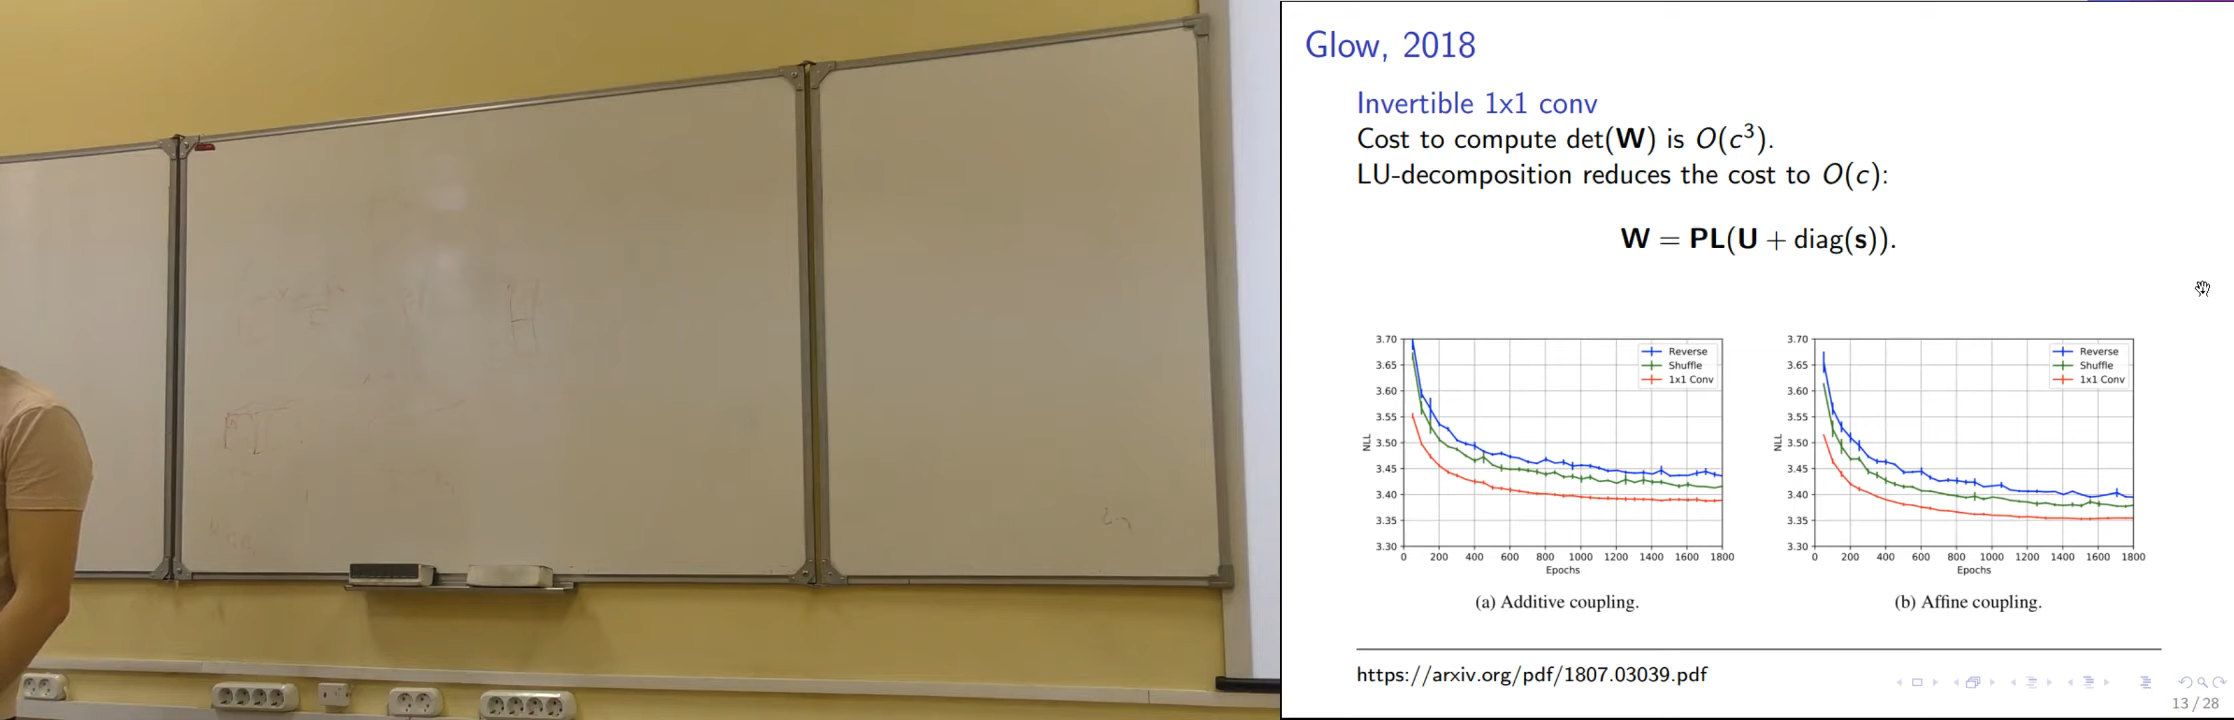 Glow, 2018
Invertible 1x1 conv
Cost to compute det(W) is O(c³).
LU-decomposition reduces the cost to O(c):
W = PL(U + diag(s)).
3.70
3.65
3.60
3.55
3.50
3.45
3.40
3.35
3.30
NLL
Reverse
Shuffle
1x1 Conv
0 200 400 600 800 1000 1200 1400 1600 1800
Epochs
(a) Additive coupling.
3.70
3.65
3.60
3.55
3.50
3.45
3.40
3.35
3.30
NLL
Reverse
Shuffle
1x1 Conv
0 200 400 600 800 1000 1200 1400 1600 1800
Epochs
(b) Affine coupling.
https://arxiv.org/pdf/1807.03039.pdf
13 / 28